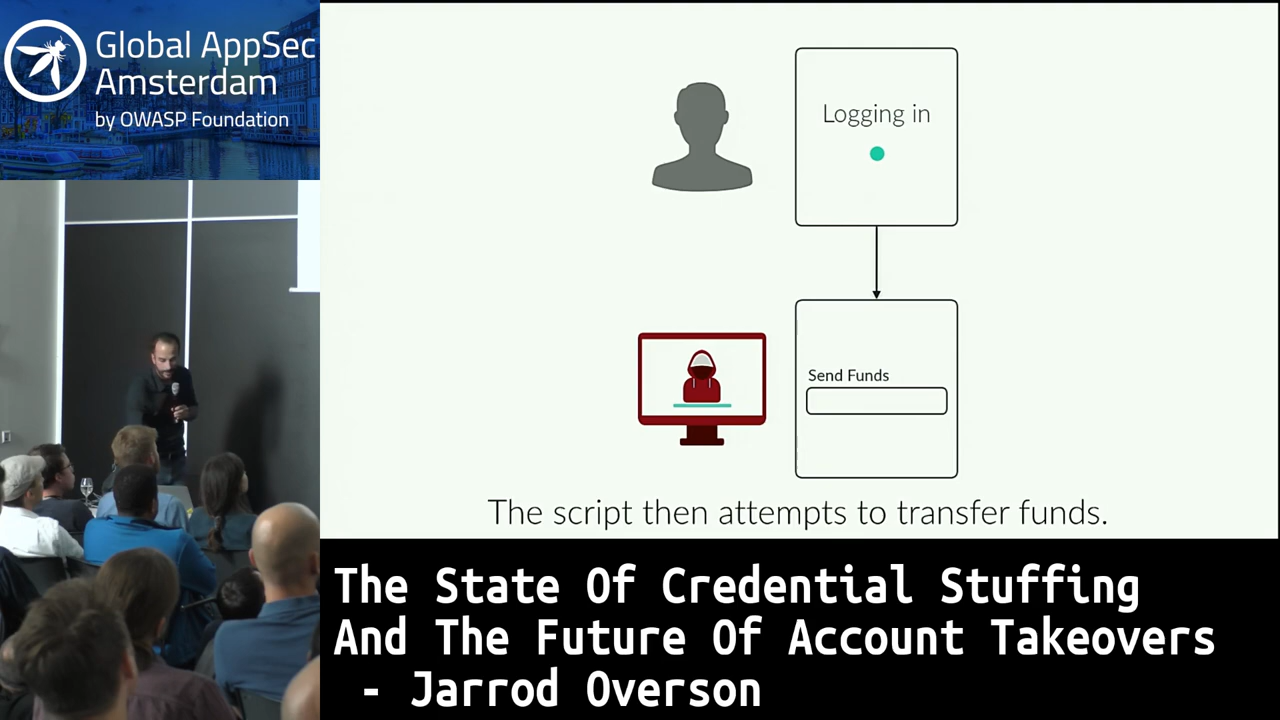 Global AppSec
Amsterdam
by OWASP Foundation
Logging in
Send Funds
The script then attempts to transfer funds.
The State Of Credential Stuffing
And The Future Of Account Takeovers
- Jarrod Overson